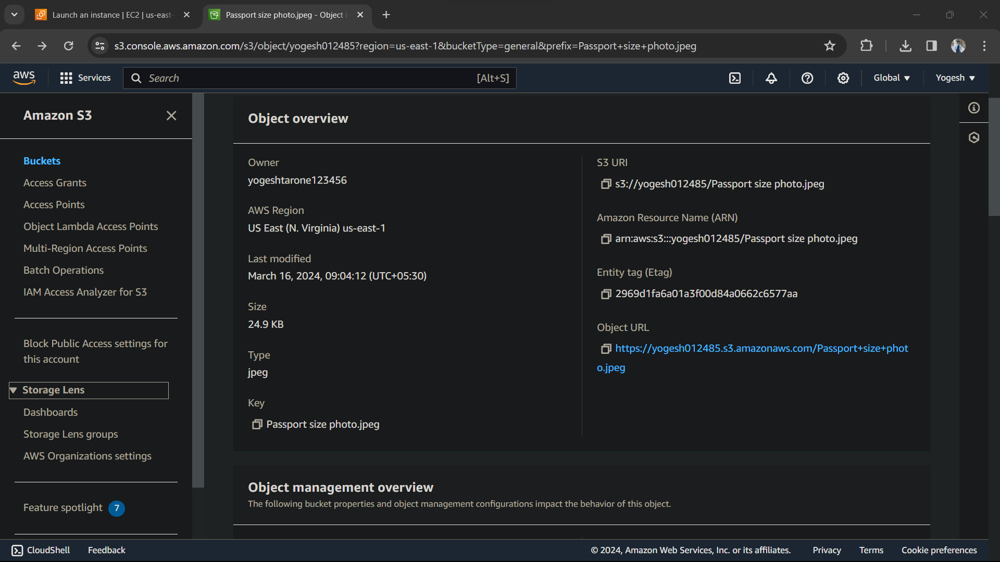 Launch an instance | EC2 | us-east-
Passport size photo.jpeg - Object i
s3.console.aws.amazon.com/s3/object/yogesh012485?region=us-east-1&bucketType=general&prefix=Passport+size+photo.jpeg
aws
Services
Search
[Alt+S]
Global
Yogesh
Amazon S3
Buckets
Access Grants
Access Points
Object Lambda Access Points
Multi-Region Access Points
Batch Operations
IAM Access Analyzer for S3
Block Public Access settings for
this account
Storage Lens
Dashboards
Storage Lens groups
AWS Organizations settings
Feature spotlight 7
Object overview
Owner
yogeshtarone123456
AWS Region
US East (N. Virginia) us-east-1
Last modified
March 16, 2024, 09:04:12 (UTC+05:30)
Size
24.9 KB
Type
jpeg
Key
Passport size photo.jpeg
S3 URI
s3://yogesh012485/Passport size photo.jpeg
Amazon Resource Name (ARN)
arn:aws:s3:::yogesh012485/Passport size photo.jpeg
Entity tag (Etag)
2969d1fa6a01a3f00d84a0662c6577aa
Object URL
https://yogesh012485.s3.amazonaws.com/Passport+size+phot
o.jpeg
Object management overview
The following bucket properties and object management configurations impact the behavior of this object.
CloudShell
Feedback
© 2024, Amazon Web Services, Inc. or its affiliates.
Privacy
Terms
Cookie preferences